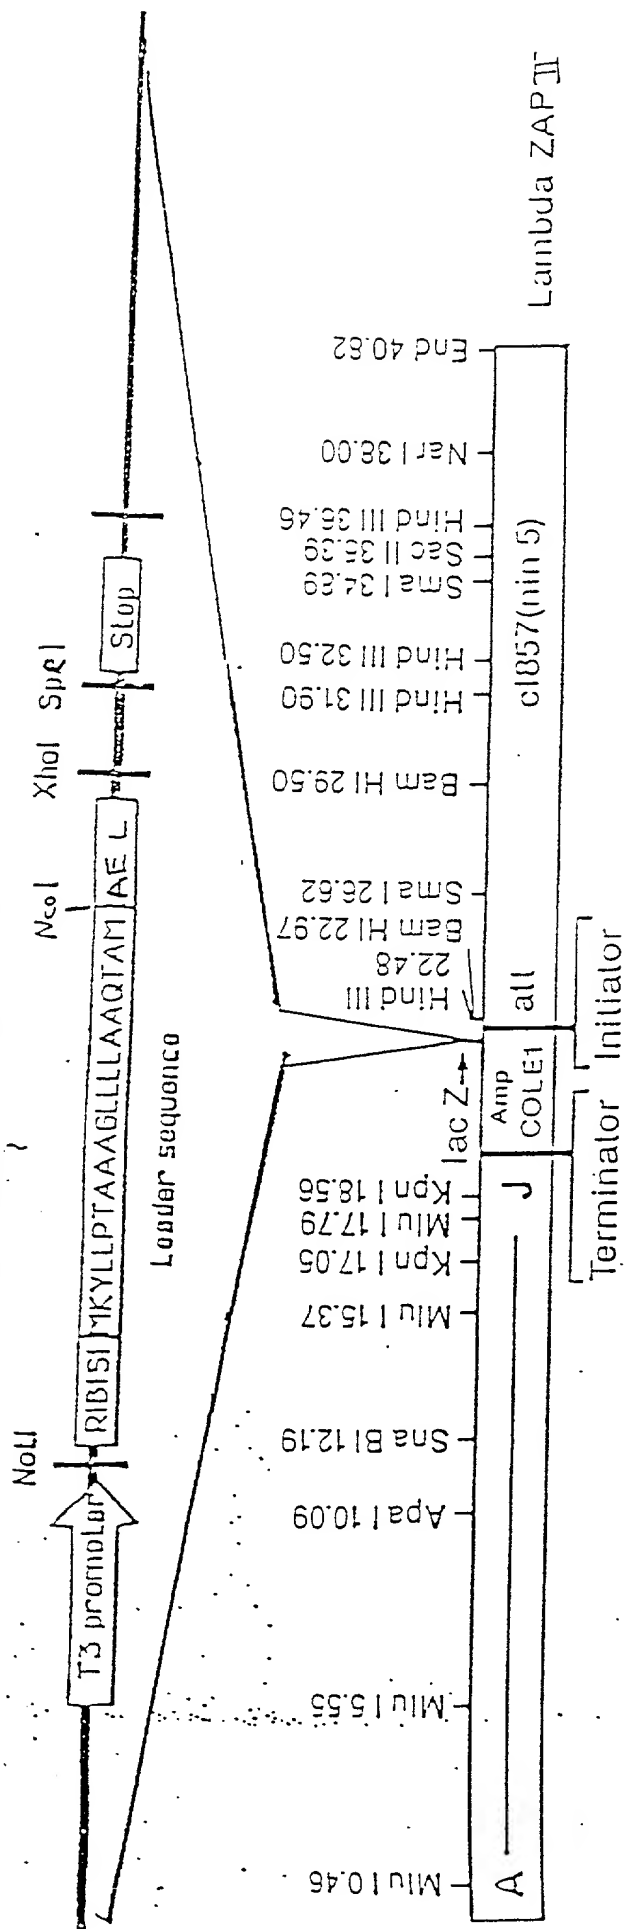 NotI
NcoI
XhoI
SpeI
T3 promoter
RIBISI
MKYLLPTAAAGLLLLAAQTAM
AE L
Stop
Leader sequence
Mlu I 0.46
Mlu I 5.55
Apa I 10.09
Sna BI 12.19
Mlu I 15.37
Kpn I 17.05
Mlu I 17.79
Kpn I 18.56
lac Z→
Hind III
22.48
Bam HI 22.97
Sma I 26.62
Bam HI 29.50
Hind III 31.90
Hind III 32.50
Sma I 34.89
Sac II 35.39
Hind III 36.46
Nar I 38.00
End 40.82
A
J
Amp
COLE1
att
cI857(nin 5)
Terminator
Initiator
Lambda ZAP II